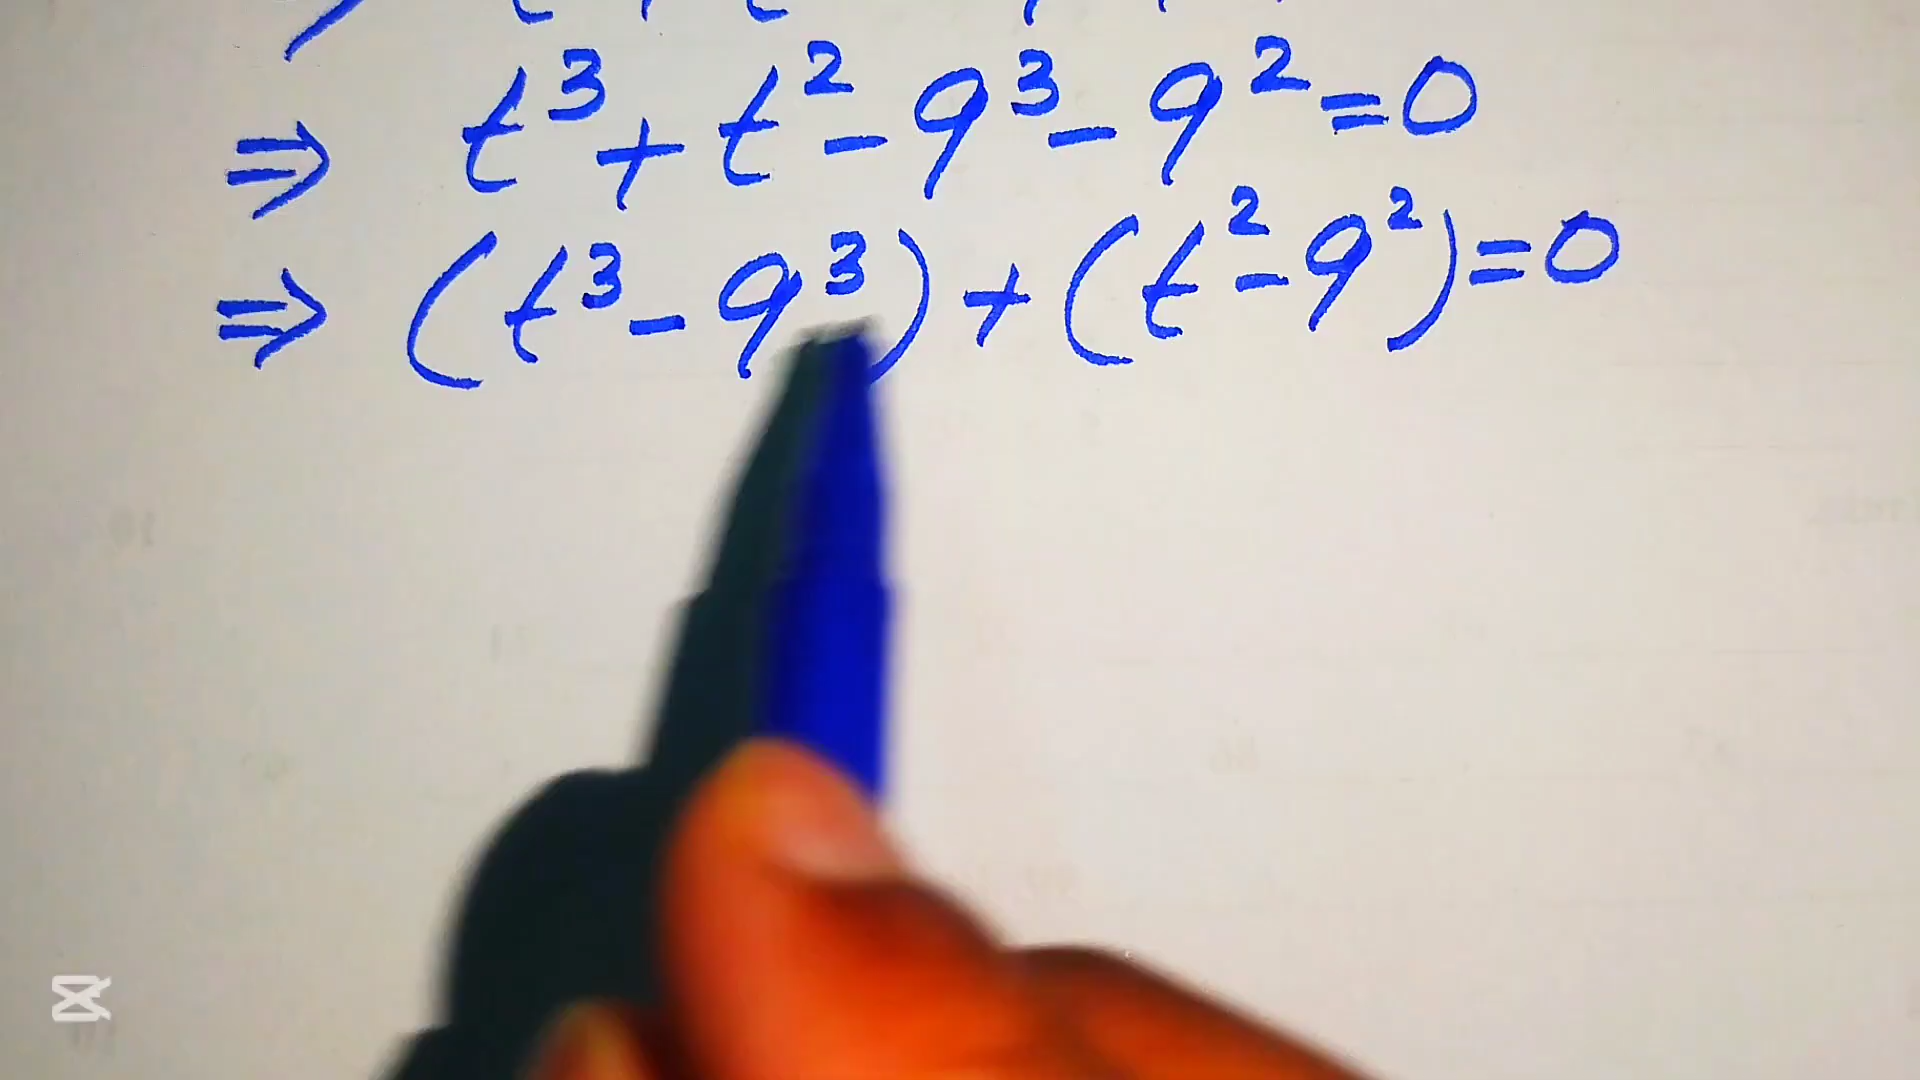 ⇒ t³ + t² - 9³ - 9² = 0
⇒ (t³ - 9³) + (t² - 9²) = 0